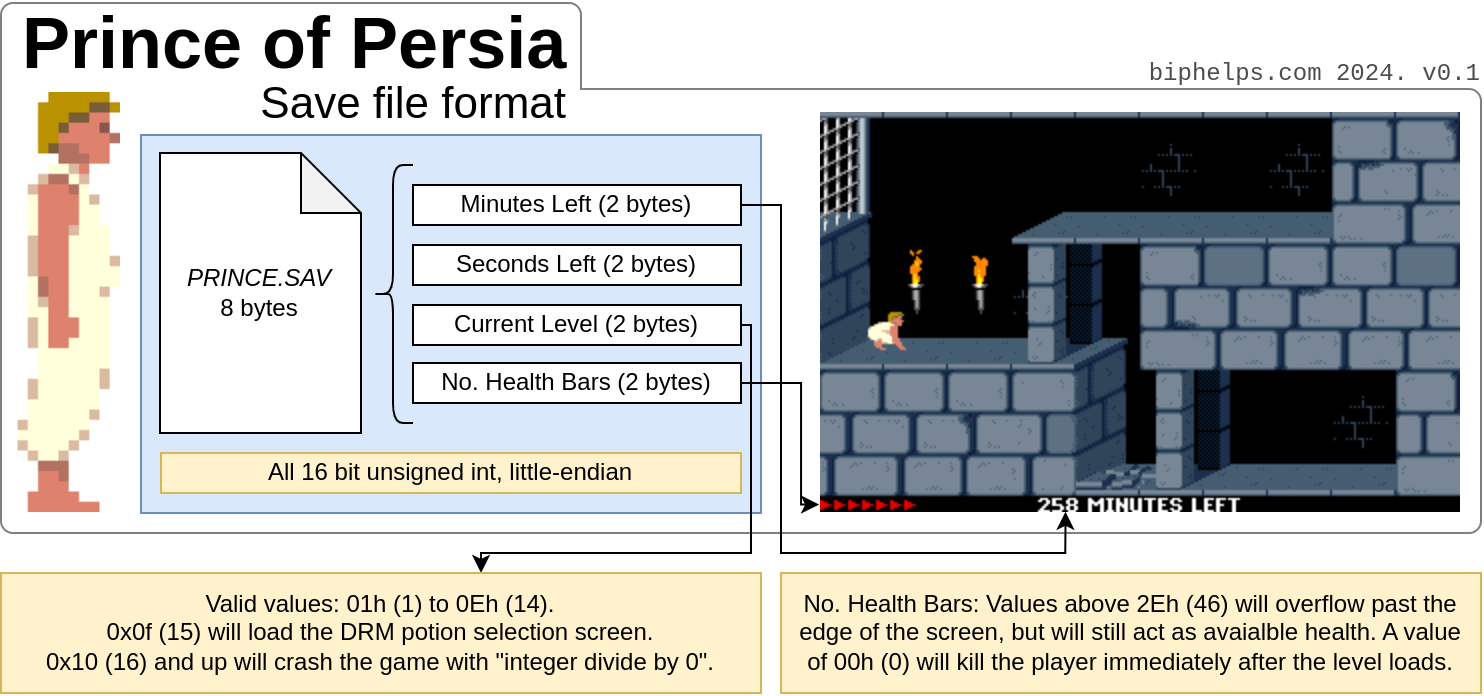 Prince of Persia
Save file format
biphelps.com 2024. v0.1
PRINCE.SAV
8 bytes
Minutes Left (2 bytes)
Seconds Left (2 bytes)
Current Level (2 bytes)
No. Health Bars (2 bytes)
All 16 bit unsigned int, little-endian
258 MINUTES LEFT
Valid values: 01h (1) to 0Eh (14).
0x0f (15) will load the DRM potion selection screen.
0x10 (16) and up will crash the game with "integer divide by 0".
No. Health Bars: Values above 2Eh (46) will overflow past the
edge of the screen, but will still act as avaialble health. A value
of 00h (0) will kill the player immediately after the level loads.